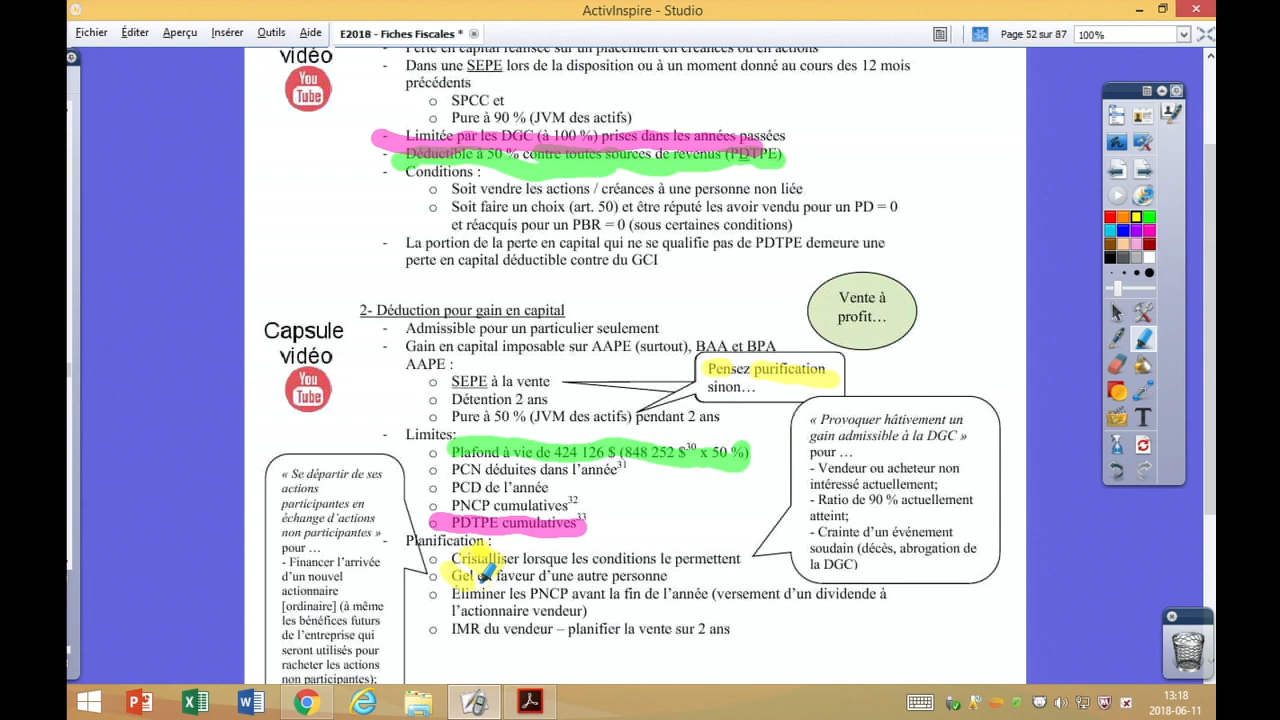 ActivInspire - Studio
Fichier Éditer Aperçu Insérer Outils Aide E2018 - Fiches Fiscales * Page 52 sur 87 100%
vidéo
You
Tube
- Perte en capital réalisée sur un placement en créances ou en actions
- Dans une SEPE lors de la disposition ou à un moment donné au cours des 12 mois
précédents
o SPCC et
o Pure à 90 % (JVM des actifs)
- Limitée par les DGC (à 100 %) prises dans les années passées
- Déductible à 50 % contre toutes sources de revenus (PDTPE)
- Conditions :
o Soit vendre les actions / créances à une personne non liée
o Soit faire un choix (art. 50) et être réputé les avoir vendu pour un PD = 0
et réacquis pour un PBR = 0 (sous certaines conditions)
- La portion de la perte en capital qui ne se qualifie pas de PDTPE demeure une
perte en capital déductible contre du GCI
Vente à
profit…
Capsule
vidéo
You
Tube
2- Déduction pour gain en capital
- Admissible pour un particulier seulement
- Gain en capital imposable sur AAPE (surtout), BAA et BPA
AAPE :
o SEPE à la vente
o Détention 2 ans
o Pure à 50 % (JVM des actifs) pendant 2 ans
Pensez purification
sinon…
- Limites:
o Plafond à vie de 424 126 $ (848 252 $30 x 50 %)
o PCN déduites dans l'année31
o PCD de l'année
o PNCP cumulatives32
o PDTPE cumulatives33
- Planification :
o Cristalliser lorsque les conditions le permettent
o Gel en faveur d'une autre personne
o Éliminer les PNCP avant la fin de l'année (versement d'un dividende à
l'actionnaire vendeur)
o IMR du vendeur – planifier la vente sur 2 ans
« Provoquer hâtivement un
gain admissible à la DGC »
pour …
- Vendeur ou acheteur non
intéressé actuellement;
- Ratio de 90 % actuellement
atteint;
- Crainte d'un événement
soudain (décès, abrogation de
la DGC)
« Se départir de ses
actions
participantes en
échange d'actions
non participantes »
pour …
- Financer l'arrivée
d'un nouvel
actionnaire
[ordinaire] (à même
les bénéfices futurs
de l'entreprise qui
seront utilisés pour
racheter les actions
non participantes);
13:18
2018-06-11